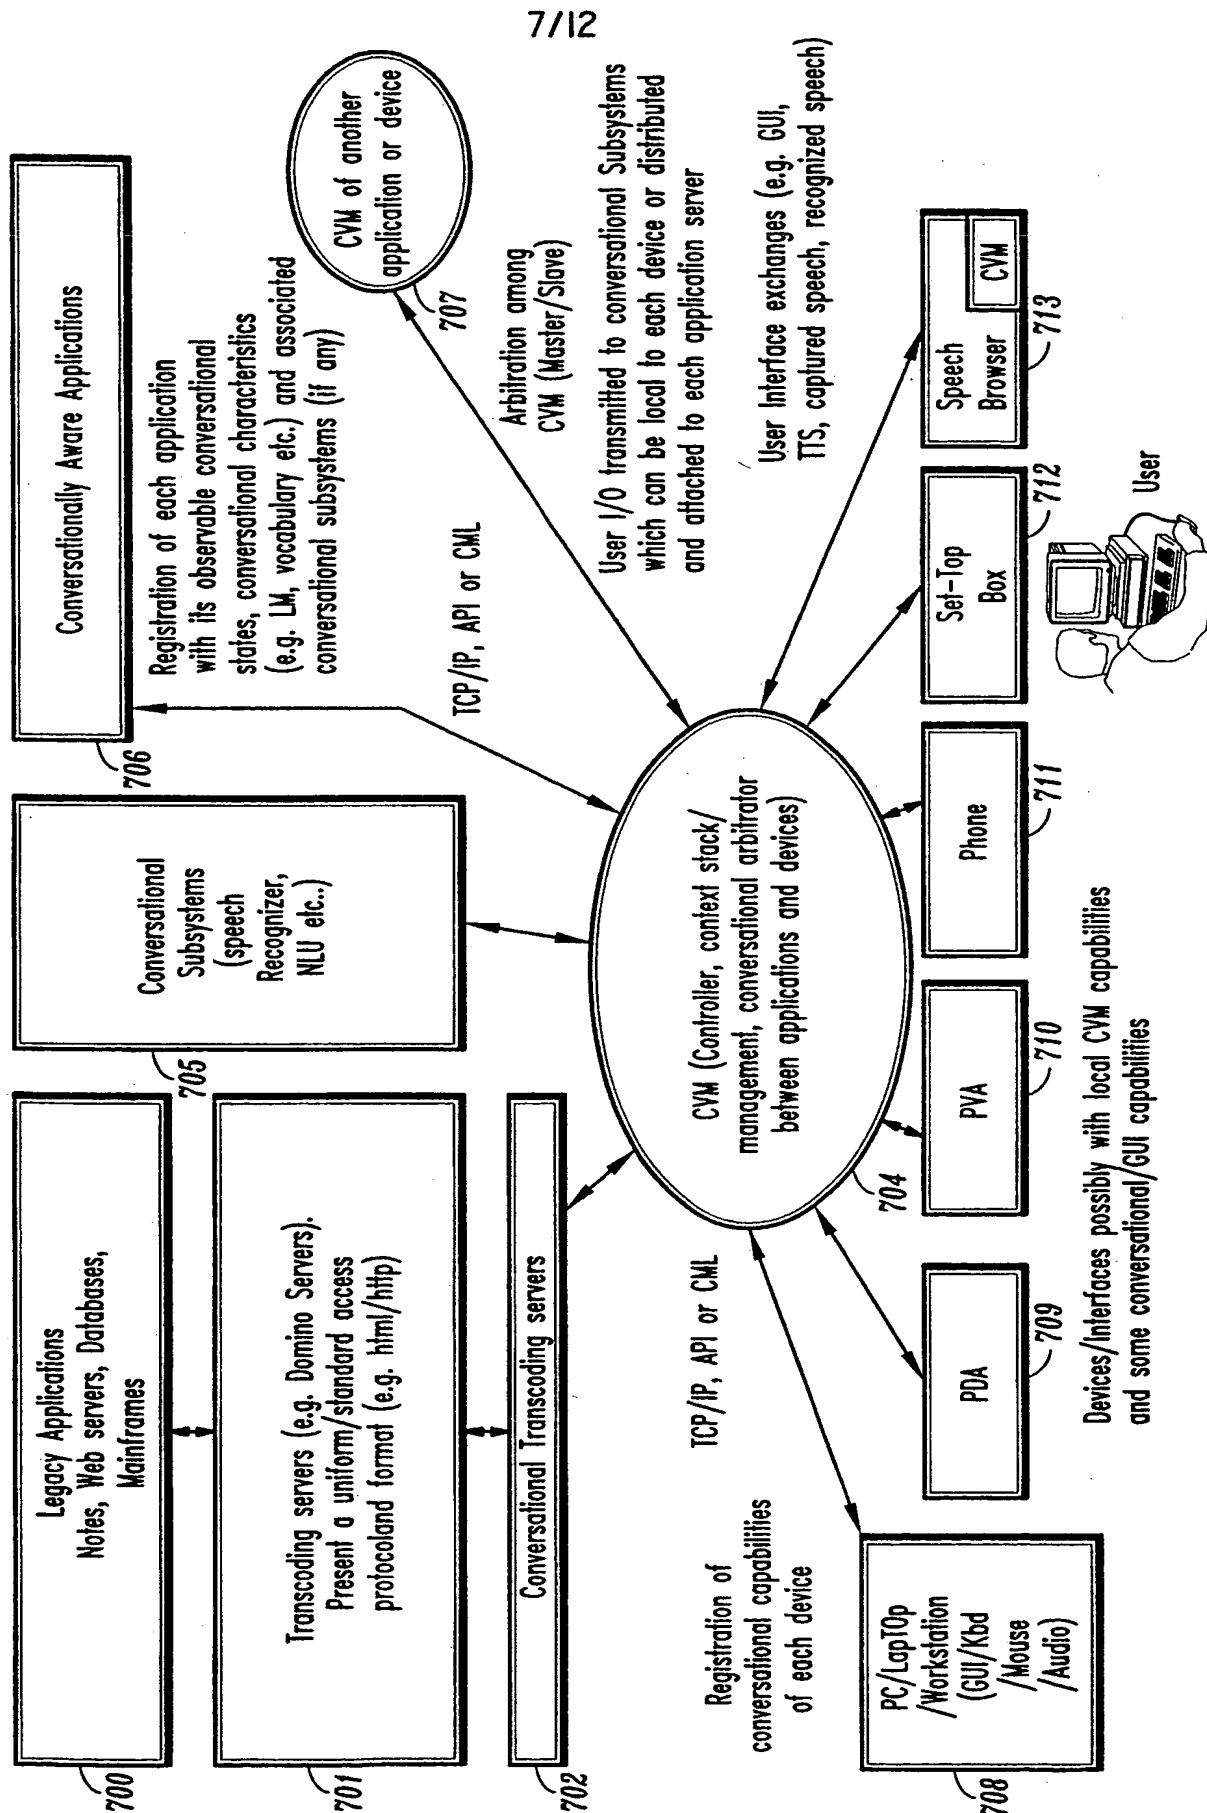 7/12
Legacy Applications
Notes, Web servers, Databases,
Mainframes
700
Transcoding servers (e.g. Domino Servers).
Present a uniform/standard access
protocoland format (e.g. html/http)
701
Conversational Transcoding servers
702
Conversational
Subsystems
(speech
Recognizer,
NLU etc..)
705
Conversationally Aware Applications
706
Registration of each application
with its observable conversational
states, conversational characteristics
(e.g. LM, vocabulary etc.) and associated
conversational subsystems (if any)
TCP/IP, API or CML
CVM of another
application or device
707
Arbitration among
CVM (Master/Slave)
User I/O transmitted to conversational Subsystems
which can be local to each device or distributed
and attached to each application server
CVM (Controller, context stack/
management, conversational arbitrator
between applications and devices)
704
User Interface exchanges (e.g. GUI,
TTS, captured speech, recognized speech)
TCP/IP, API or CML
Registration of
conversational capabilities
of each device
PC/LapTOp
/Workstation
(GUI/Kbd
/Mouse
/Audio)
708
PDA
709
PVA
710
Phone
711
Set-Top
Box
712
Speech
Browser
CVM
713
User
Devices/Interfaces possibly with local CVM capabilities
and some conversational/GUI capabilities